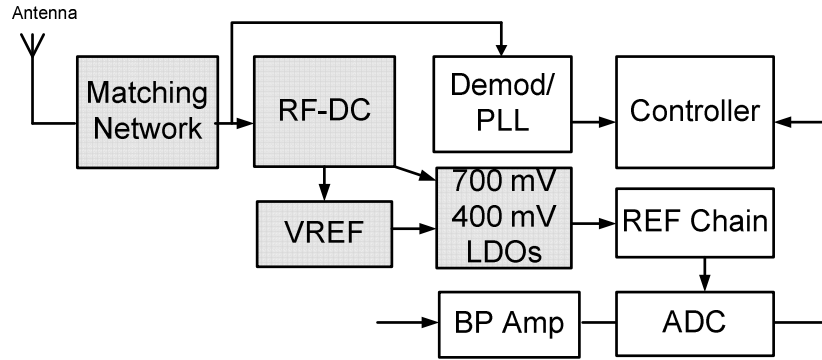 Antenna
Matching
Network
RF-DC
Demod/
PLL
Controller
VREF
700 mV
400 mV
LDOs
REF Chain
BP Amp
ADC